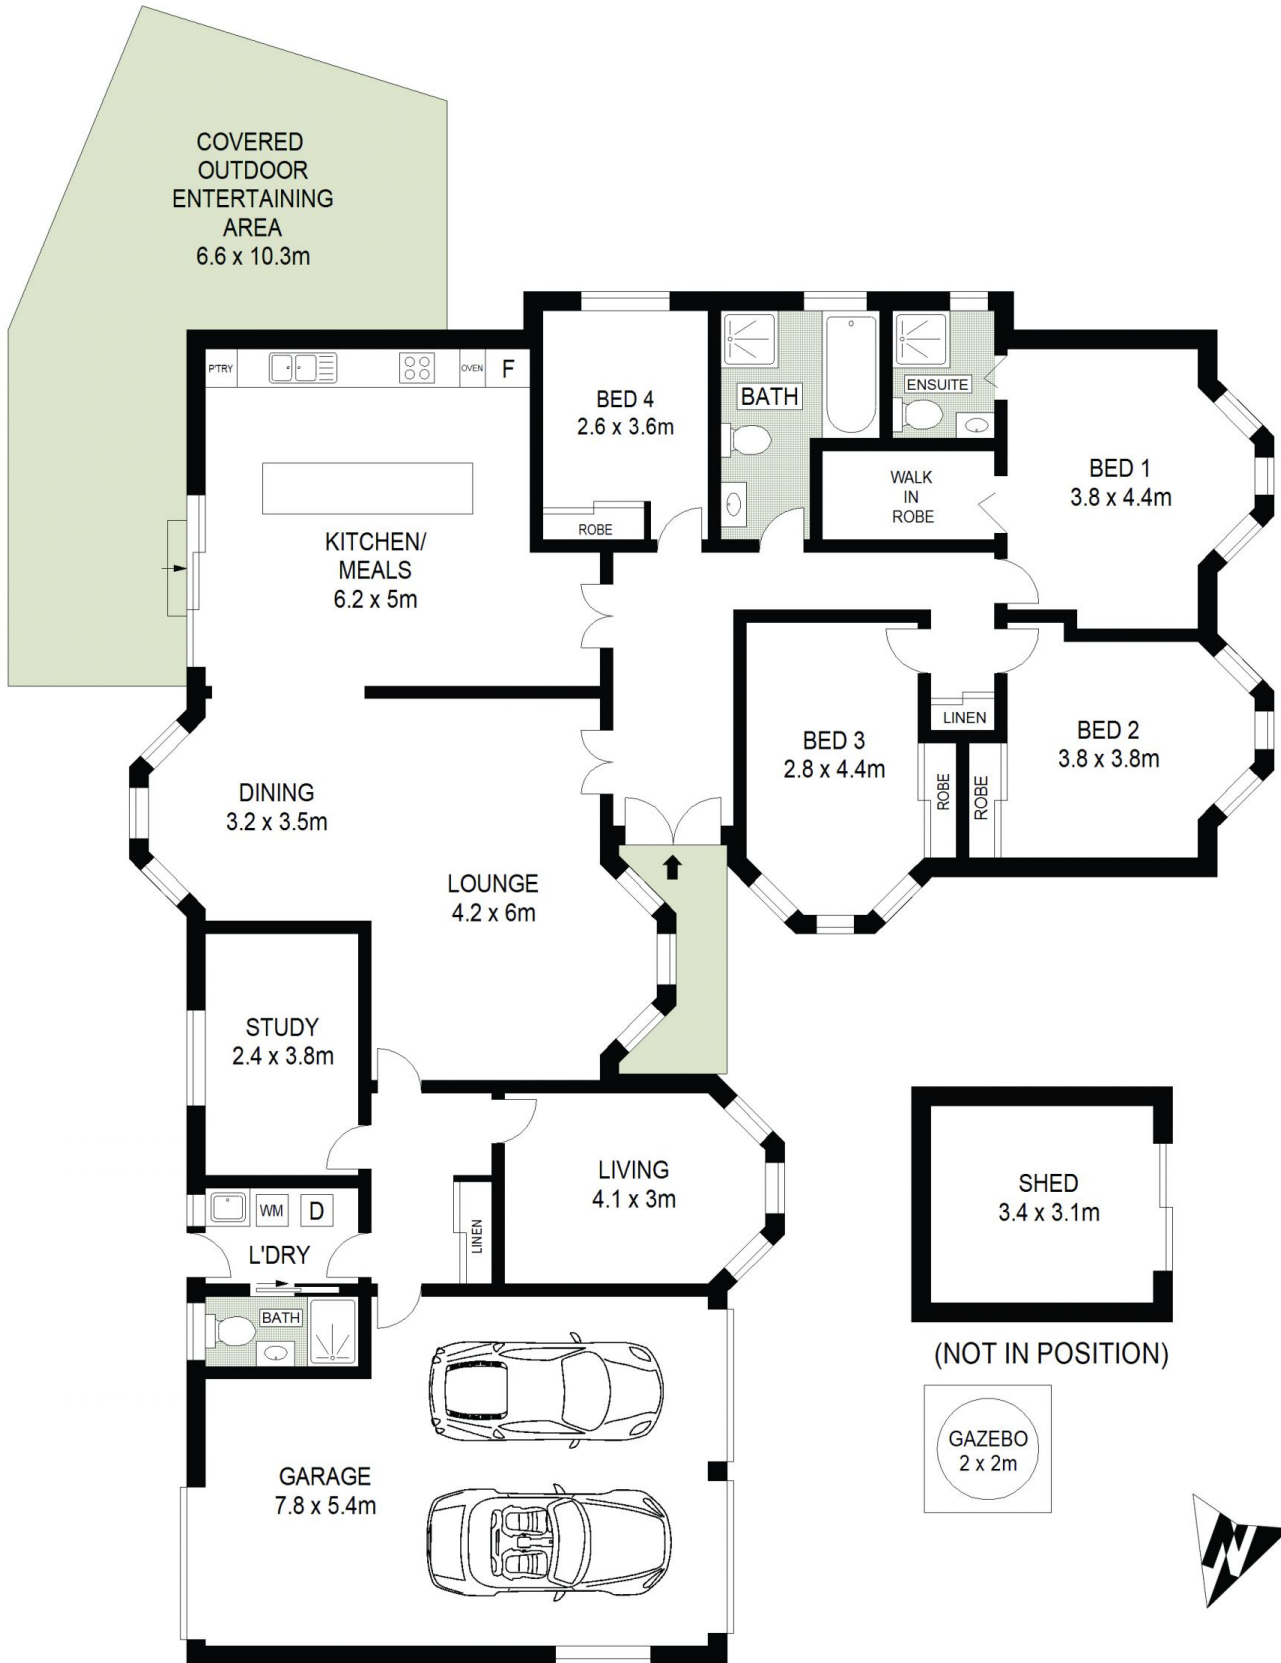 COVERED
OUTDOOR
ENTERTAINING
AREA
6.6 x 10.3m
P'TRY
OVEN
F
BED 4
2.6 x 3.6m
ROBE
BATH
ENSUITE
WALK
IN
ROBE
BED 1
3.8 x 4.4m
KITCHEN/
MEALS
6.2 x 5m
DINING
3.2 x 3.5m
LOUNGE
4.2 x 6m
BED 3
2.8 x 4.4m
ROBE
LINEN
ROBE
BED 2
3.8 x 3.8m
STUDY
2.4 x 3.8m
LIVING
4.1 x 3m
LINEN
WM
D
L'DRY
BATH
GARAGE
7.8 x 5.4m
SHED
3.4 x 3.1m
(NOT IN POSITION)
GAZEBO
2 x 2m
N